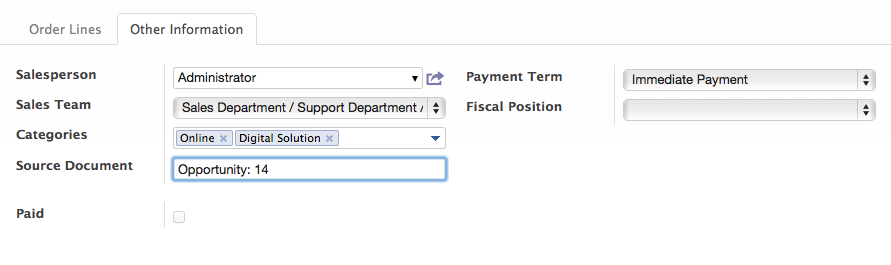 Order Lines Other Information
Salesperson Administrator Payment Term Immediate Payment
Sales Team Sales Department / Support Department / Fiscal Position
Categories Online Digital Solution
Source Document Opportunity: 14
Paid